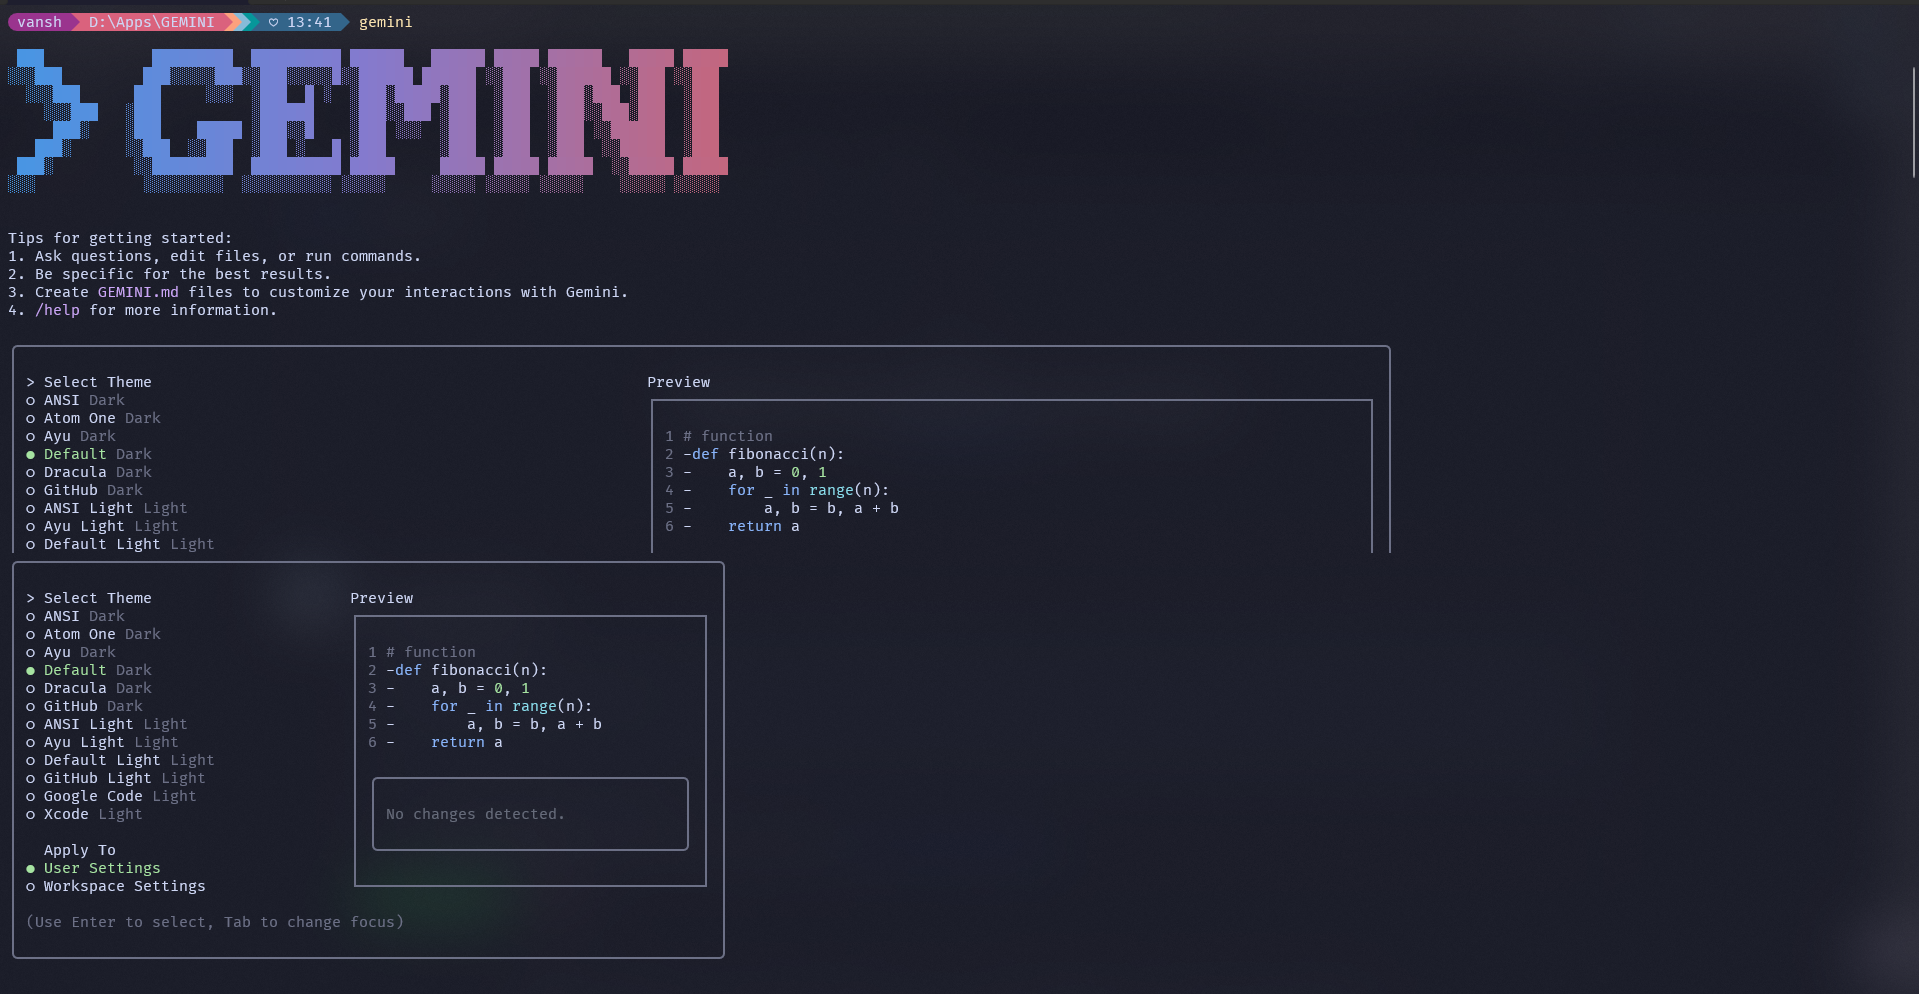 vansh D:\Apps\GEMINI ♡ 13:41 gemini
> GEMINI
Tips for getting started:
1. Ask questions, edit files, or run commands.
2. Be specific for the best results.
3. Create GEMINI.md files to customize your interactions with Gemini.
4. /help for more information.
> Select Theme
○ ANSI Dark
○ Atom One Dark
○ Ayu Dark
● Default Dark
○ Dracula Dark
○ GitHub Dark
○ ANSI Light Light
○ Ayu Light Light
○ Default Light Light
Preview
1 # function
2 -def fibonacci(n):
3 -    a, b = 0, 1
4 -    for _ in range(n):
5 -        a, b = b, a + b
6 -    return a
> Select Theme
○ ANSI Dark
○ Atom One Dark
○ Ayu Dark
● Default Dark
○ Dracula Dark
○ GitHub Dark
○ ANSI Light Light
○ Ayu Light Light
○ Default Light Light
○ GitHub Light Light
○ Google Code Light
○ Xcode Light
Apply To
● User Settings
○ Workspace Settings
(Use Enter to select, Tab to change focus)
Preview
1 # function
2 -def fibonacci(n):
3 -    a, b = 0, 1
4 -    for _ in range(n):
5 -        a, b = b, a + b
6 -    return a
No changes detected.